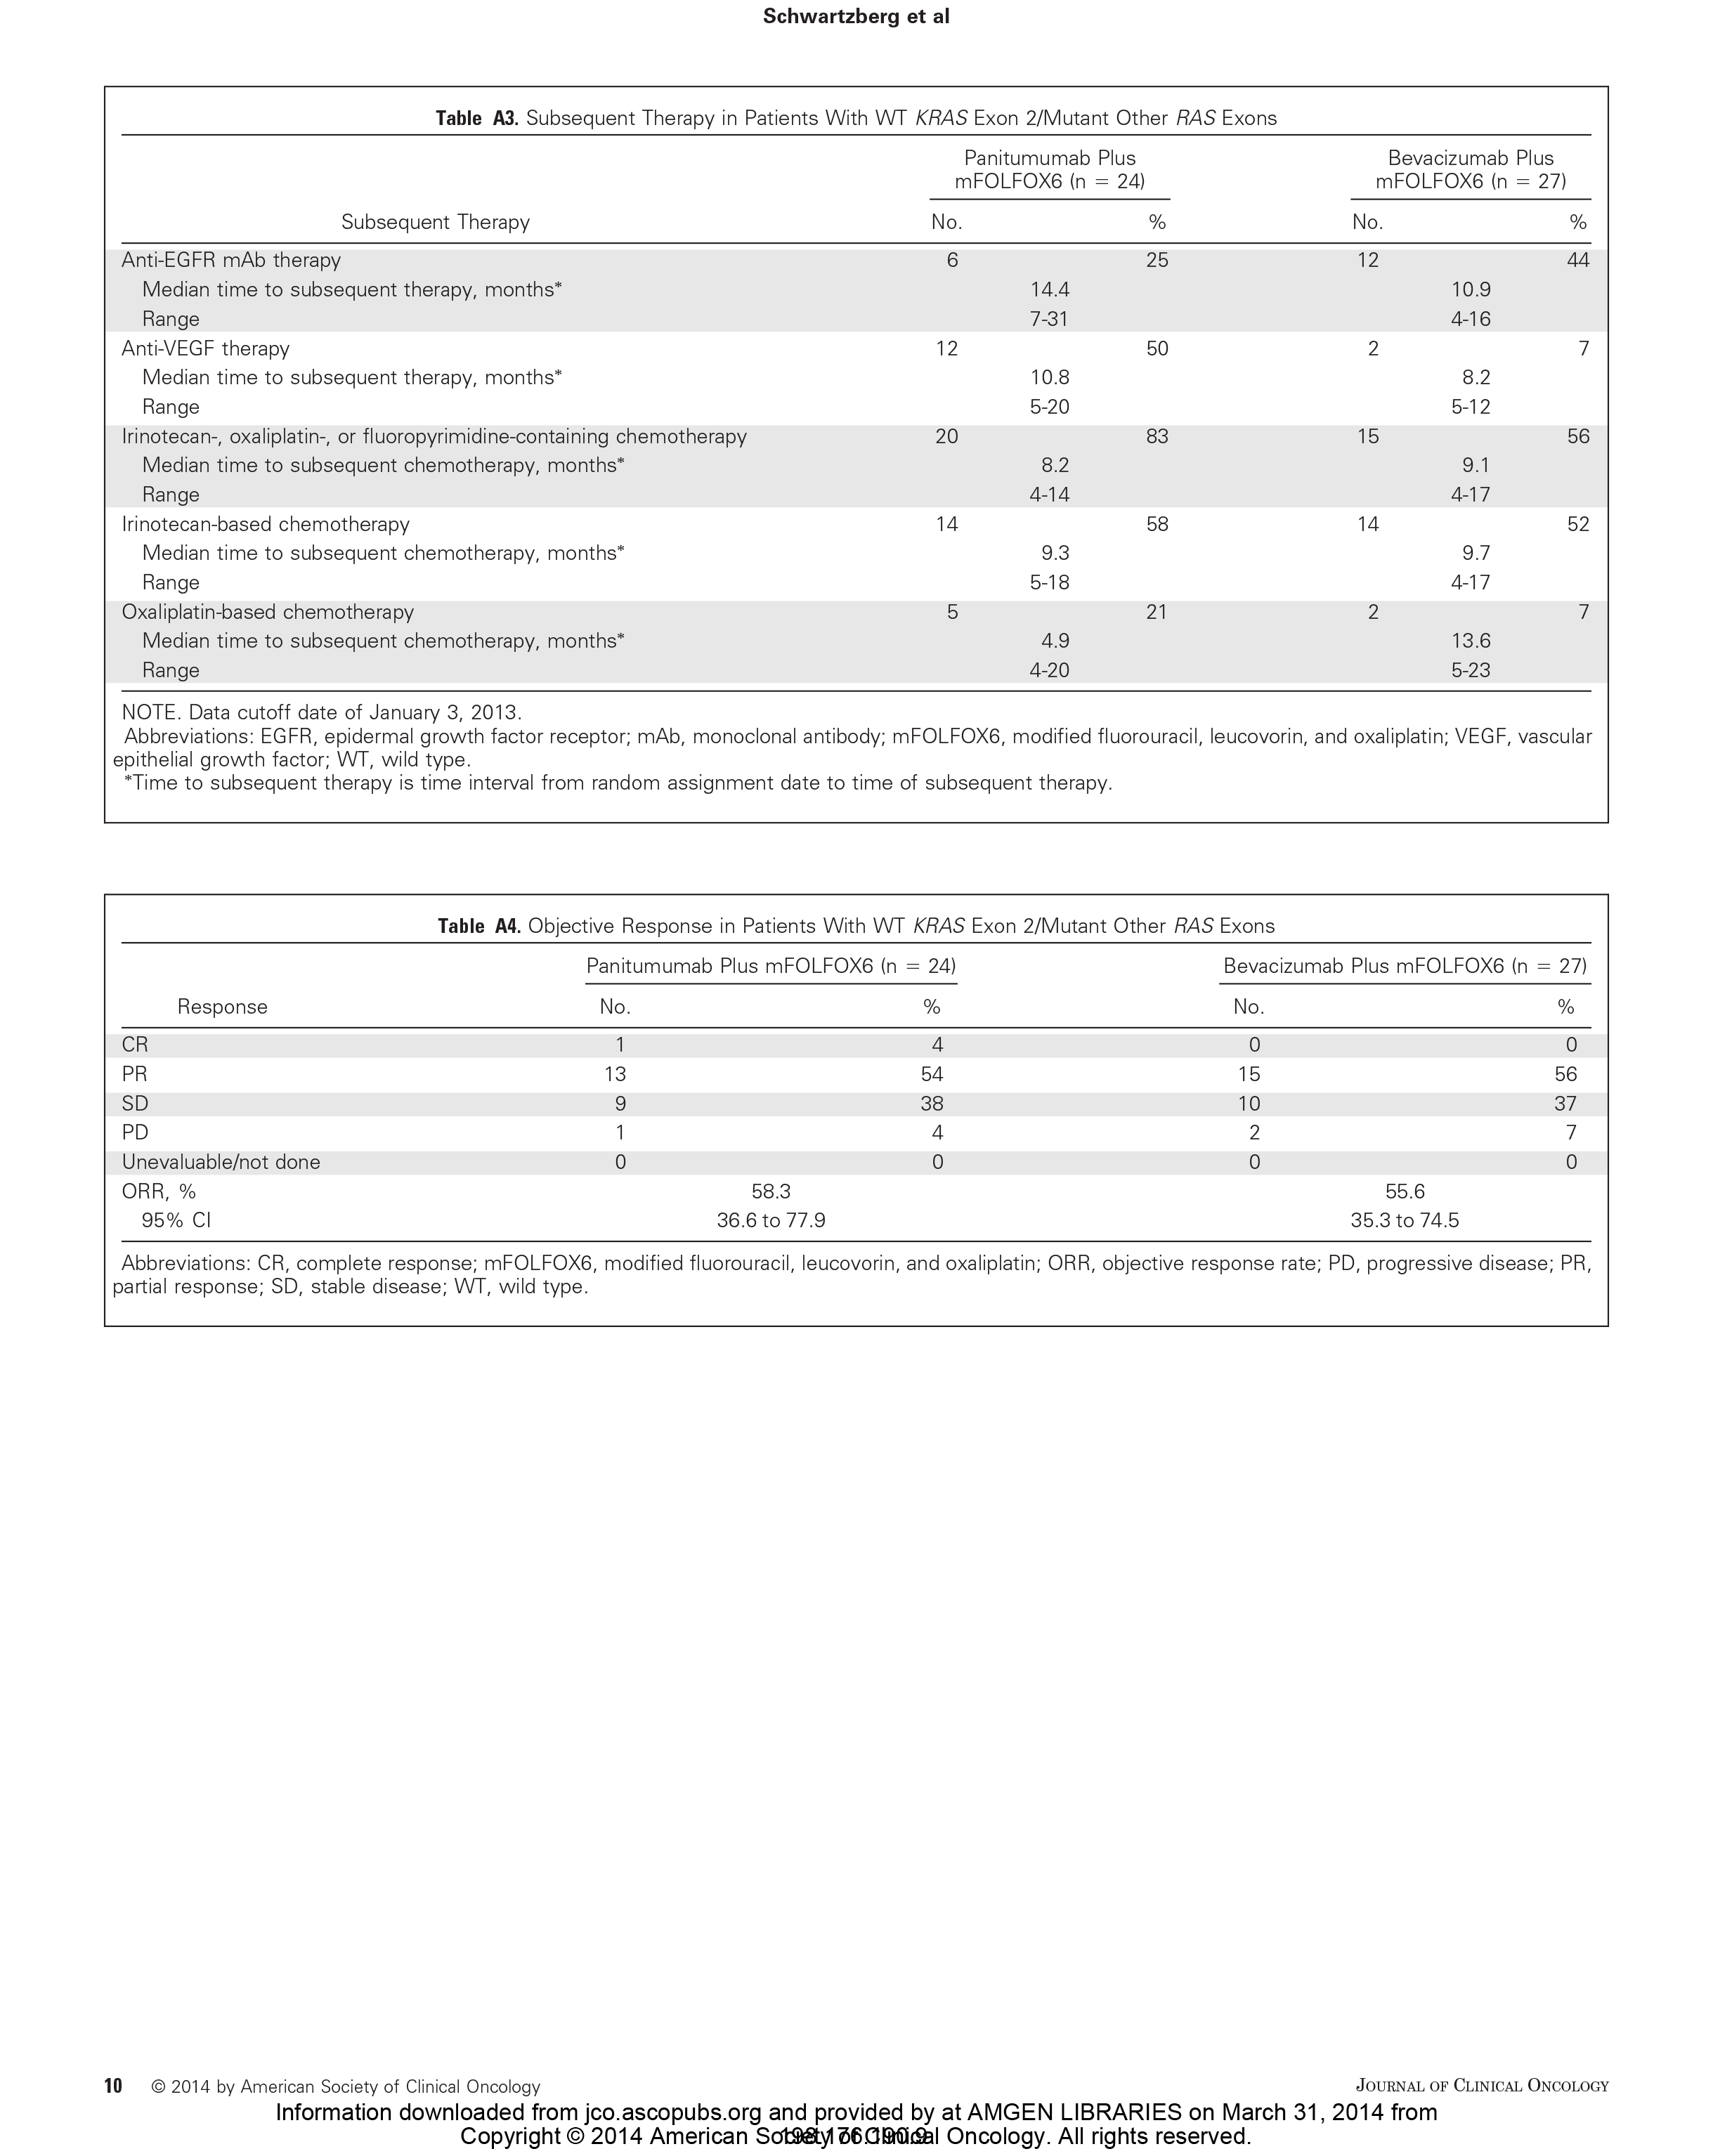 Schwartzberg et al
Table A3. Subsequent Therapy in Patients With WT KRAS Exon 2/Mutant Other RAS Exons
Panitumumab Plus mFOLFOX6 (n = 24) Bevacizumab Plus mFOLFOX6 (n = 27)
Subsequent Therapy No. % No. %
Anti-EGFR mAb therapy 6 25 12 44
Median time to subsequent therapy, months* 14.4 10.9
Range 7-31 4-16
Anti-VEGF therapy 12 50 2 7
Median time to subsequent therapy, months* 10.8 8.2
Range 5-20 5-12
Irinotecan-, oxaliplatin-, or fluoropyrimidine-containing chemotherapy 20 83 15 56
Median time to subsequent chemotherapy, months* 8.2 9.1
Range 4-14 4-17
Irinotecan-based chemotherapy 14 58 14 52
Median time to subsequent chemotherapy, months* 9.3 9.7
Range 5-18 4-17
Oxaliplatin-based chemotherapy 5 21 2 7
Median time to subsequent chemotherapy, months* 4.9 13.6
Range 4-20 5-23
NOTE. Data cutoff date of January 3, 2013.
Abbreviations: EGFR, epidermal growth factor receptor; mAb, monoclonal antibody; mFOLFOX6, modified fluorouracil, leucovorin, and oxaliplatin; VEGF, vascular
epithelial growth factor; WT, wild type.
*Time to subsequent therapy is time interval from random assignment date to time of subsequent therapy.
Table A4. Objective Response in Patients With WT KRAS Exon 2/Mutant Other RAS Exons
Panitumumab Plus mFOLFOX6 (n = 24) Bevacizumab Plus mFOLFOX6 (n = 27)
Response No. % No. %
CR 1 4 0 0
PR 13 54 15 56
SD 9 38 10 37
PD 1 4 2 7
Unevaluable/not done 0 0 0 0
ORR, % 58.3 55.6
95% CI 36.6 to 77.9 35.3 to 74.5
Abbreviations: CR, complete response; mFOLFOX6, modified fluorouracil, leucovorin, and oxaliplatin; ORR, objective response rate; PD, progressive disease; PR,
partial response; SD, stable disease; WT, wild type.
10 © 2014 by American Society of Clinical Oncology JOURNAL OF CLINICAL ONCOLOGY
Information downloaded from jco.ascopubs.org and provided by at AMGEN LIBRARIES on March 31, 2014 from
Copyright © 2014 American Society of Clinical Oncology. All rights reserved.